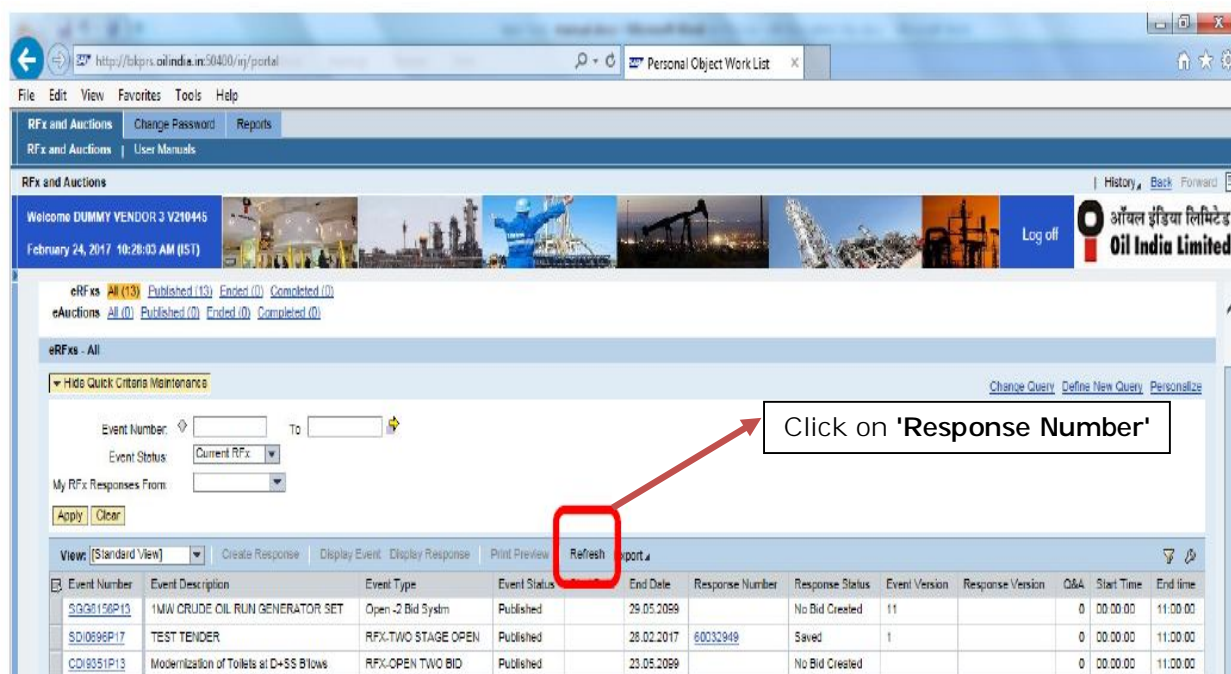 http://bkprs.oilindia.in:50400/irj/portal
Personal Object Work List
File Edit View Favorites Tools Help
RFx and Auctions Change Password Reports
RFx and Auctions | User Manuals
RFx and Auctions | History Back Forward
Welcome DUMMY VENDOR 3 V210445
February 24, 2017 10:28:03 AM (IST)
Log off
ऑयल इंडिया लिमिटेड
Oil India Limited
eRFxs All (13) Published (13) Ended (0) Completed (0)
eAuctions All (0) Published (0) Ended (0) Completed (0)
eRFxs - All
Hide Quick Criteria Maintenance Change Query Define New Query Personalize
Click on 'Response Number'
Event Number: To
Event Status: Current RFx
My RFx Responses From:
Apply Clear
View: [Standard View] Create Response Display Event Display Response Print Preview Refresh Export
Event Number Event Description Event Type Event Status End Date Response Number Response Status Event Version Response Version Q&A Start Time End time
SGG6156P13 1MW CRUDE OIL RUN GENERATOR SET Open -2 Bid Systm Published 29.05.2099 No Bid Created 11 0 00:00:00 11:00:00
SDI0696P17 TEST TENDER RFX-TWO STAGE OPEN Published 28.02.2017 60032949 Saved 1 0 00:00:00 11:00:00
CDI9351P13 Modernization of Toilets at D+SS B'lows RFX-OPEN TWO BID Published 23.05.2099 No Bid Created 0 00:00:00 11:00:00